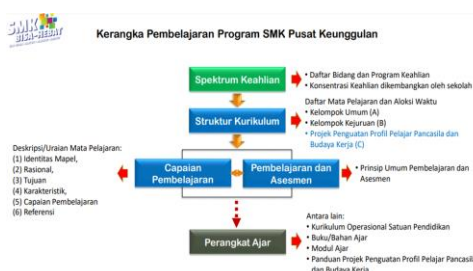 SMK
BISA-HEBAT
Kerangka Pembelajaran Program SMK Pusat Keunggulan
Spektrum Keahlian
• Daftar Bidang dan Program Keahlian
• Konsentrasi Keahlian dikembangkan oleh sekolah
Struktur Kurikulum
Daftar Mata Pelajaran dan Aloksi Waktu
• Kelompok Umum (A)
• Kelompok Kejuruan (B)
• Projek Penguatan Profil Pelajar Pancasila dan
Budaya Kerja (C)
Deskripsi/Uraian Mata Pelajaran:
(1) Identitas Mapel,
(2) Rasional,
(3) Tujuan
(4) Karakteristik,
(5) Capaian Pembelajaran
(6) Referensi
Capaian
Pembelajaran
Pembelajaran dan
Asesmen
• Prinsip Umum Pembelajaran dan
Asesmen
Perangkat Ajar
Antara lain:
• Kurikulum Operasional Satuan Pendidikan
• Buku/Bahan Ajar
• Modul Ajar
• Panduan Projek Penguatan Profil Pelajar Pancasil
dan Budaya Kerja